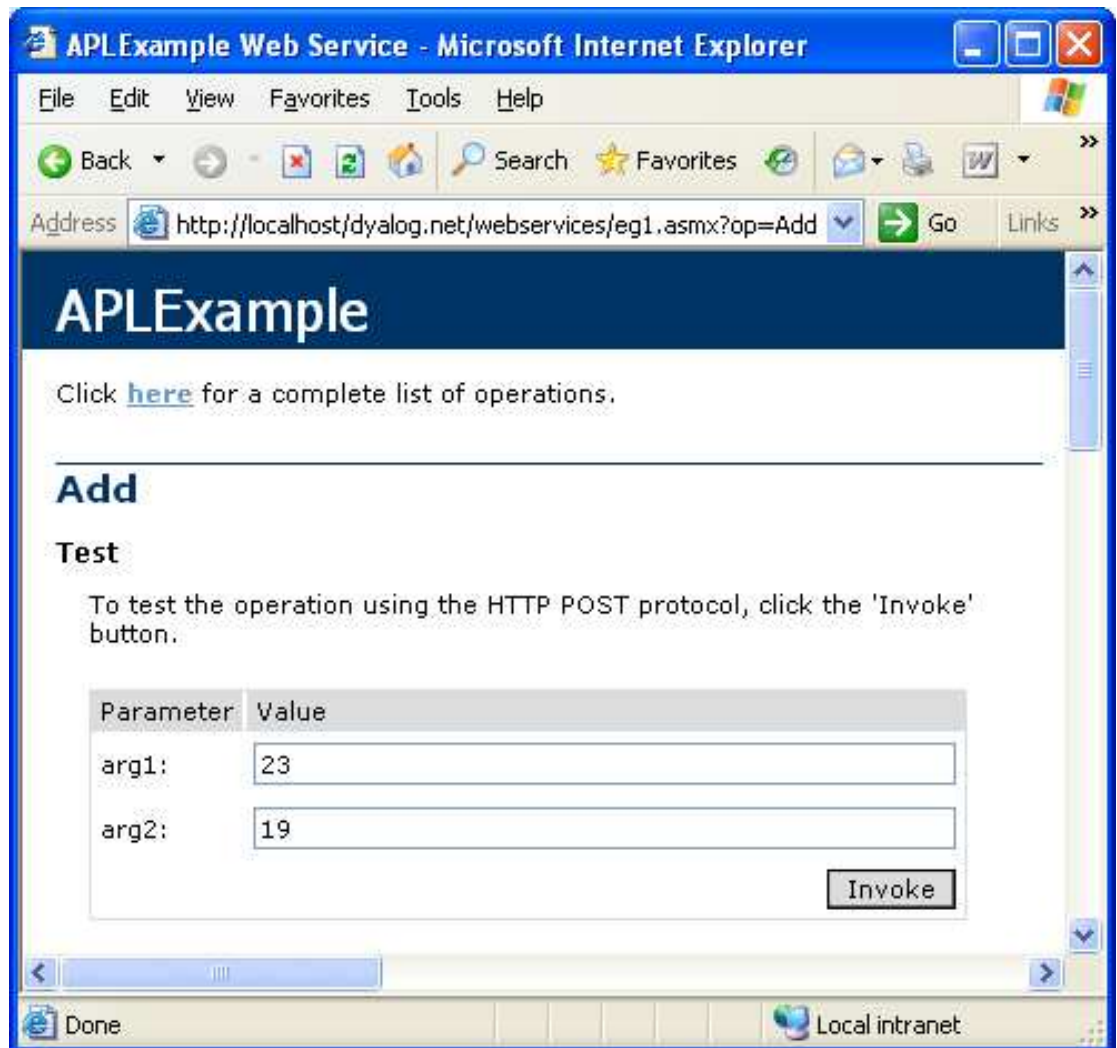 APLExample Web Service - Microsoft Internet Explorer
File Edit View Favorites Tools Help
Back Search Favorites W »
Address http://localhost/dyalog.net/webservices/eg1.asmx?op=Add Go Links »
APLExample
Click here for a complete list of operations.
Add
Test
To test the operation using the HTTP POST protocol, click the 'Invoke'
button.
Parameter Value
arg1: 23
arg2: 19
Invoke
Done Local intranet